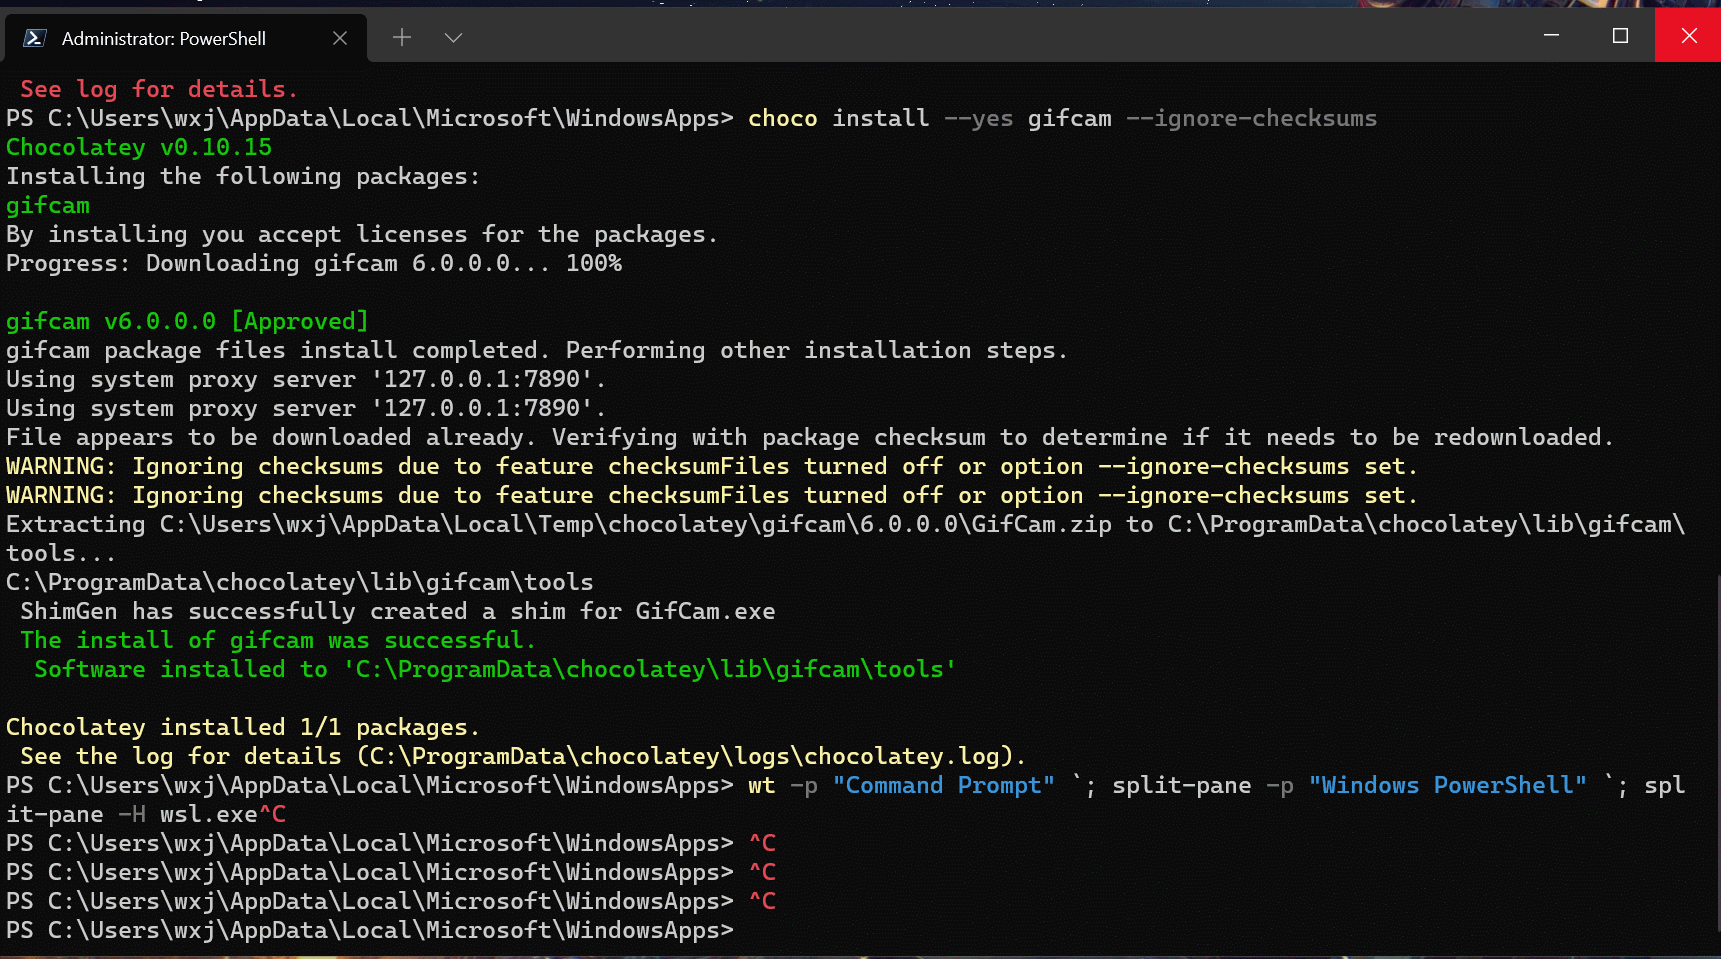 Administrator: PowerShell
See log for details.
PS C:\Users\wxj\AppData\Local\Microsoft\WindowsApps> choco install --yes gifcam --ignore-checksums
Chocolatey v0.10.15
Installing the following packages:
gifcam
By installing you accept licenses for the packages.
Progress: Downloading gifcam 6.0.0.0... 100%
gifcam v6.0.0.0 [Approved]
gifcam package files install completed. Performing other installation steps.
Using system proxy server '127.0.0.1:7890'.
Using system proxy server '127.0.0.1:7890'.
File appears to be downloaded already. Verifying with package checksum to determine if it needs to be redownloaded.
WARNING: Ignoring checksums due to feature checksumFiles turned off or option --ignore-checksums set.
WARNING: Ignoring checksums due to feature checksumFiles turned off or option --ignore-checksums set.
Extracting C:\Users\wxj\AppData\Local\Temp\chocolatey\gifcam\6.0.0.0\GifCam.zip to C:\ProgramData\chocolatey\lib\gifcam\
tools...
C:\ProgramData\chocolatey\lib\gifcam\tools
ShimGen has successfully created a shim for GifCam.exe
The install of gifcam was successful.
Software installed to 'C:\ProgramData\chocolatey\lib\gifcam\tools'
Chocolatey installed 1/1 packages.
See the log for details (C:\ProgramData\chocolatey\logs\chocolatey.log).
PS C:\Users\wxj\AppData\Local\Microsoft\WindowsApps> wt -p "Command Prompt" `; split-pane -p "Windows PowerShell" `; spl
it-pane -H wsl.exe^C
PS C:\Users\wxj\AppData\Local\Microsoft\WindowsApps> ^C
PS C:\Users\wxj\AppData\Local\Microsoft\WindowsApps> ^C
PS C:\Users\wxj\AppData\Local\Microsoft\WindowsApps> ^C
PS C:\Users\wxj\AppData\Local\Microsoft\WindowsApps>